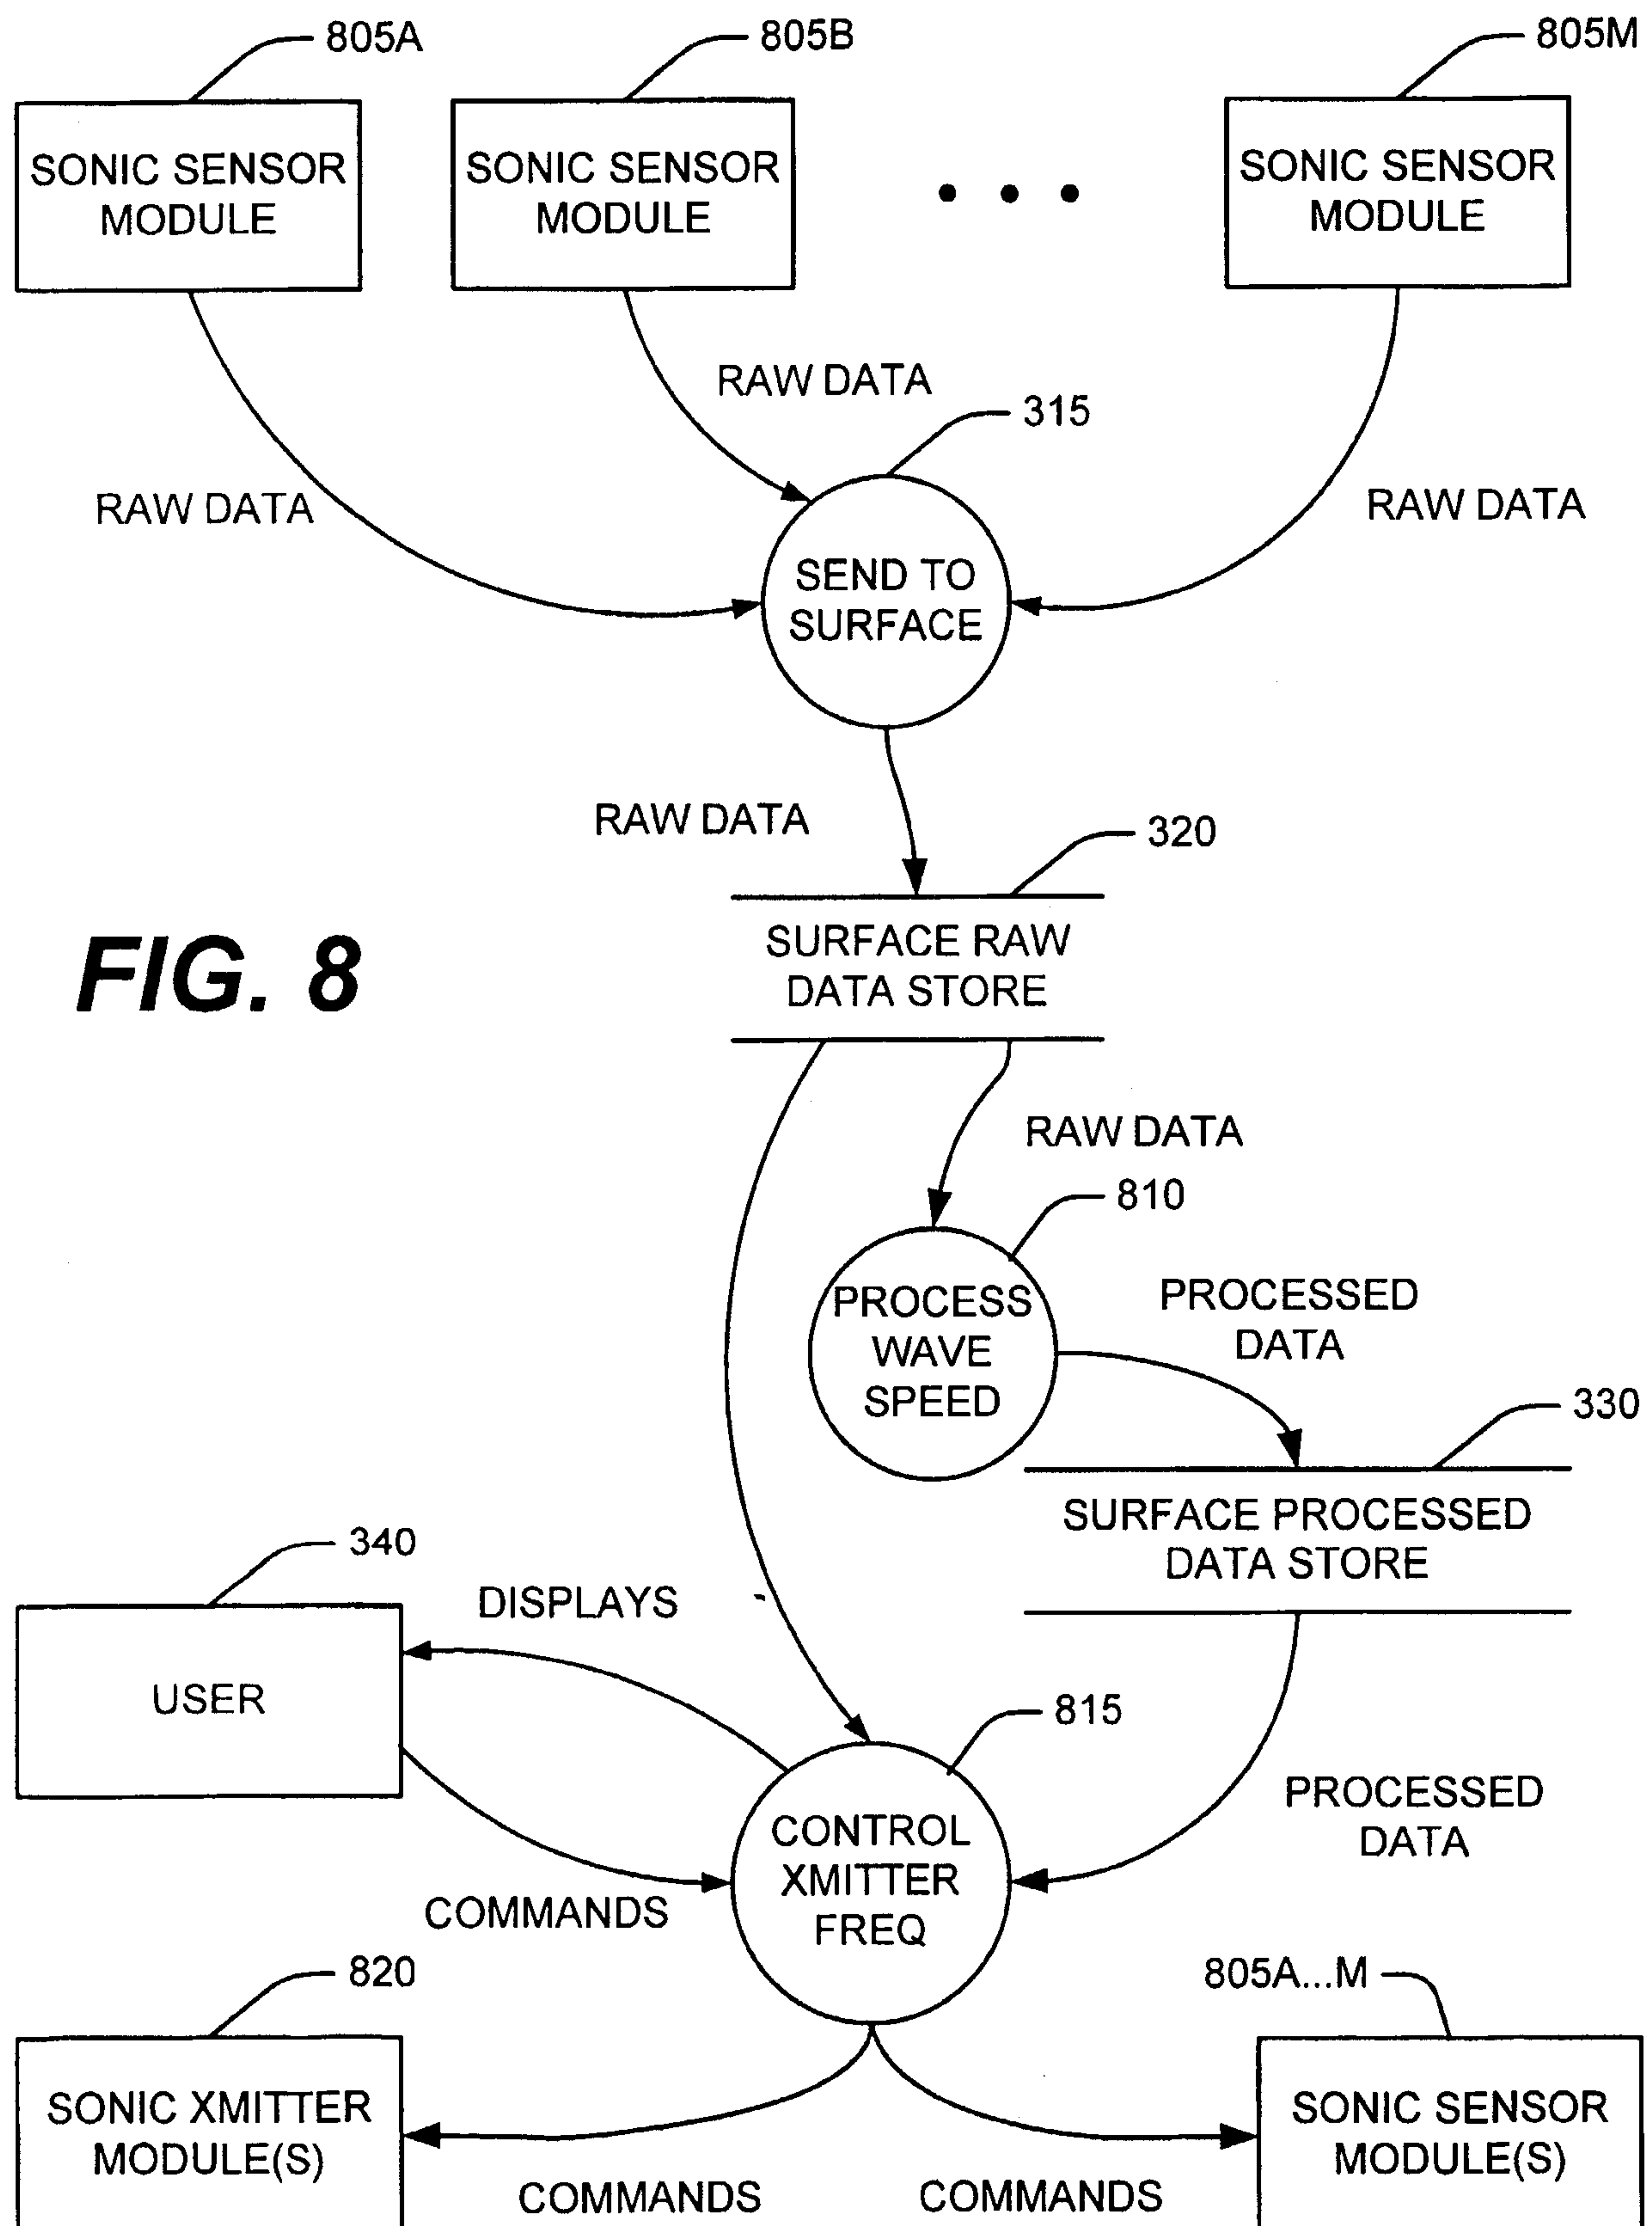 805A
805B
805M
SONIC SENSOR
MODULE
SONIC SENSOR
MODULE
SONIC SENSOR
MODULE
RAW DATA
315
RAW DATA
RAW DATA
SEND TO
SURFACE
RAW DATA
320
SURFACE RAW
DATA STORE
FIG. 8
RAW DATA
810
PROCESS
WAVE
SPEED
PROCESSED
DATA
330
SURFACE PROCESSED
DATA STORE
340
DISPLAYS
USER
815
PROCESSED
DATA
CONTROL
XMITTER
FREQ
COMMANDS
820
805A...M
SONIC XMITTER
MODULE(S)
SONIC SENSOR
MODULE(S)
COMMANDS
COMMANDS